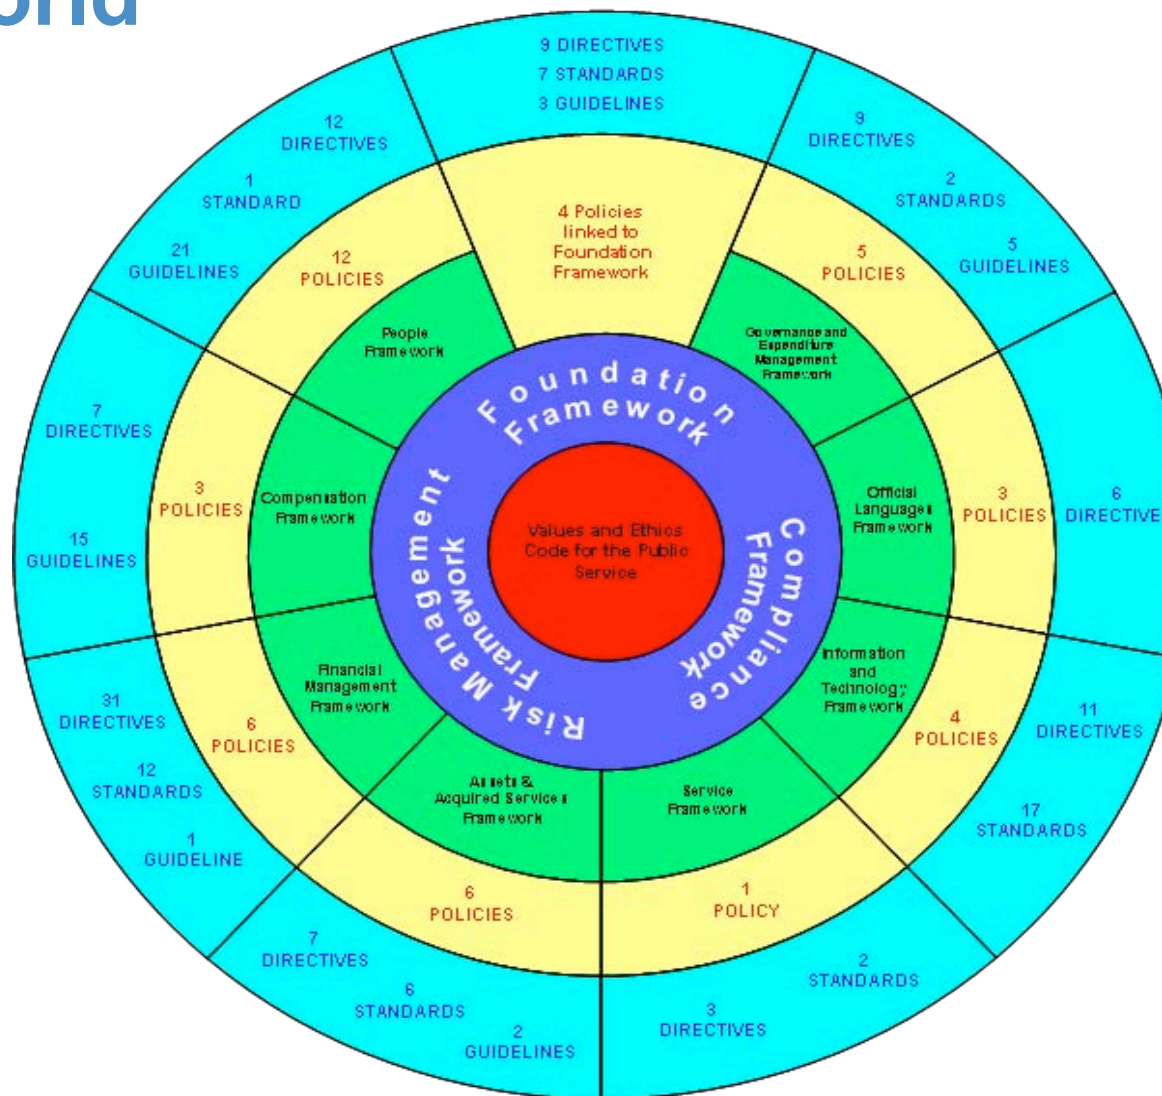 9 DIRECTIVES
7 STANDARDS
3 GUIDELINES
9
DIRECTIVES
2
STANDARDS
5
GUIDELINES
6
DIRECTIVE
11
DIRECTIVES
17
STANDARDS
2
STANDARDS
3
DIRECTIVES
7
DIRECTIVES
6
STANDARDS
2
GUIDELINES
31
DIRECTIVES
12
STANDARDS
1
GUIDELINE
7
DIRECTIVES
15
GUIDELINES
12
DIRECTIVES
1
STANDARD
21
GUIDELINES
4 Policies
linked to
Foundation
Framework
5
POLICIES
3
POLICIES
4
POLICIES
1
POLICY
6
POLICIES
6
POLICIES
3
POLICIES
12
POLICIES
Governance and
Expenditure
Management
Framework
Official
Languages
Framework
Information
and
Technology
Framework
Service
Framework
Assets &
Acquired Services
Framework
Financial
Management
Framework
Compensation
Framework
People
Framework
Foundation
Framework
Compliance
Framework
Risk Management
Framework
Values and Ethics
Code for the Public
Service